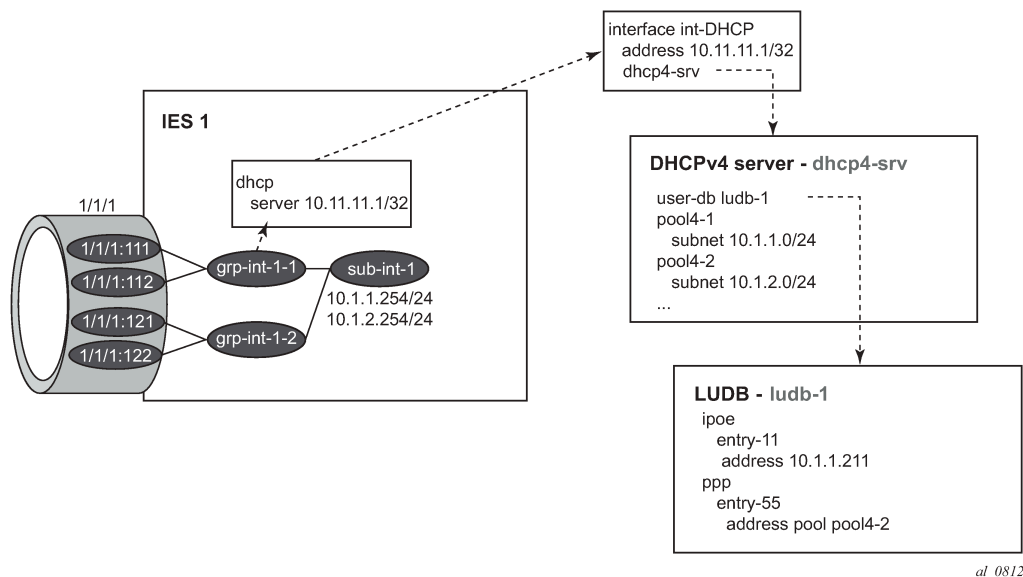 interface int-DHCP
address 10.11.11.1/32
dhcp4-srv
IES 1
dhcp
server 10.11.11.1/32
1/1/1
1/1/1:111
1/1/1:112
1/1/1:121
1/1/1:122
grp-int-1-1
grp-int-1-2
sub-int-1
10.1.1.254/24
10.1.2.254/24
DHCPv4 server - dhcp4-srv
user-db ludb-1
pool4-1
subnet 10.1.1.0/24
pool4-2
subnet 10.1.2.0/24
...
LUDB - ludb-1
ipoe
entry-11
address 10.1.1.211
ppp
entry-55
address pool pool4-2
al_0812